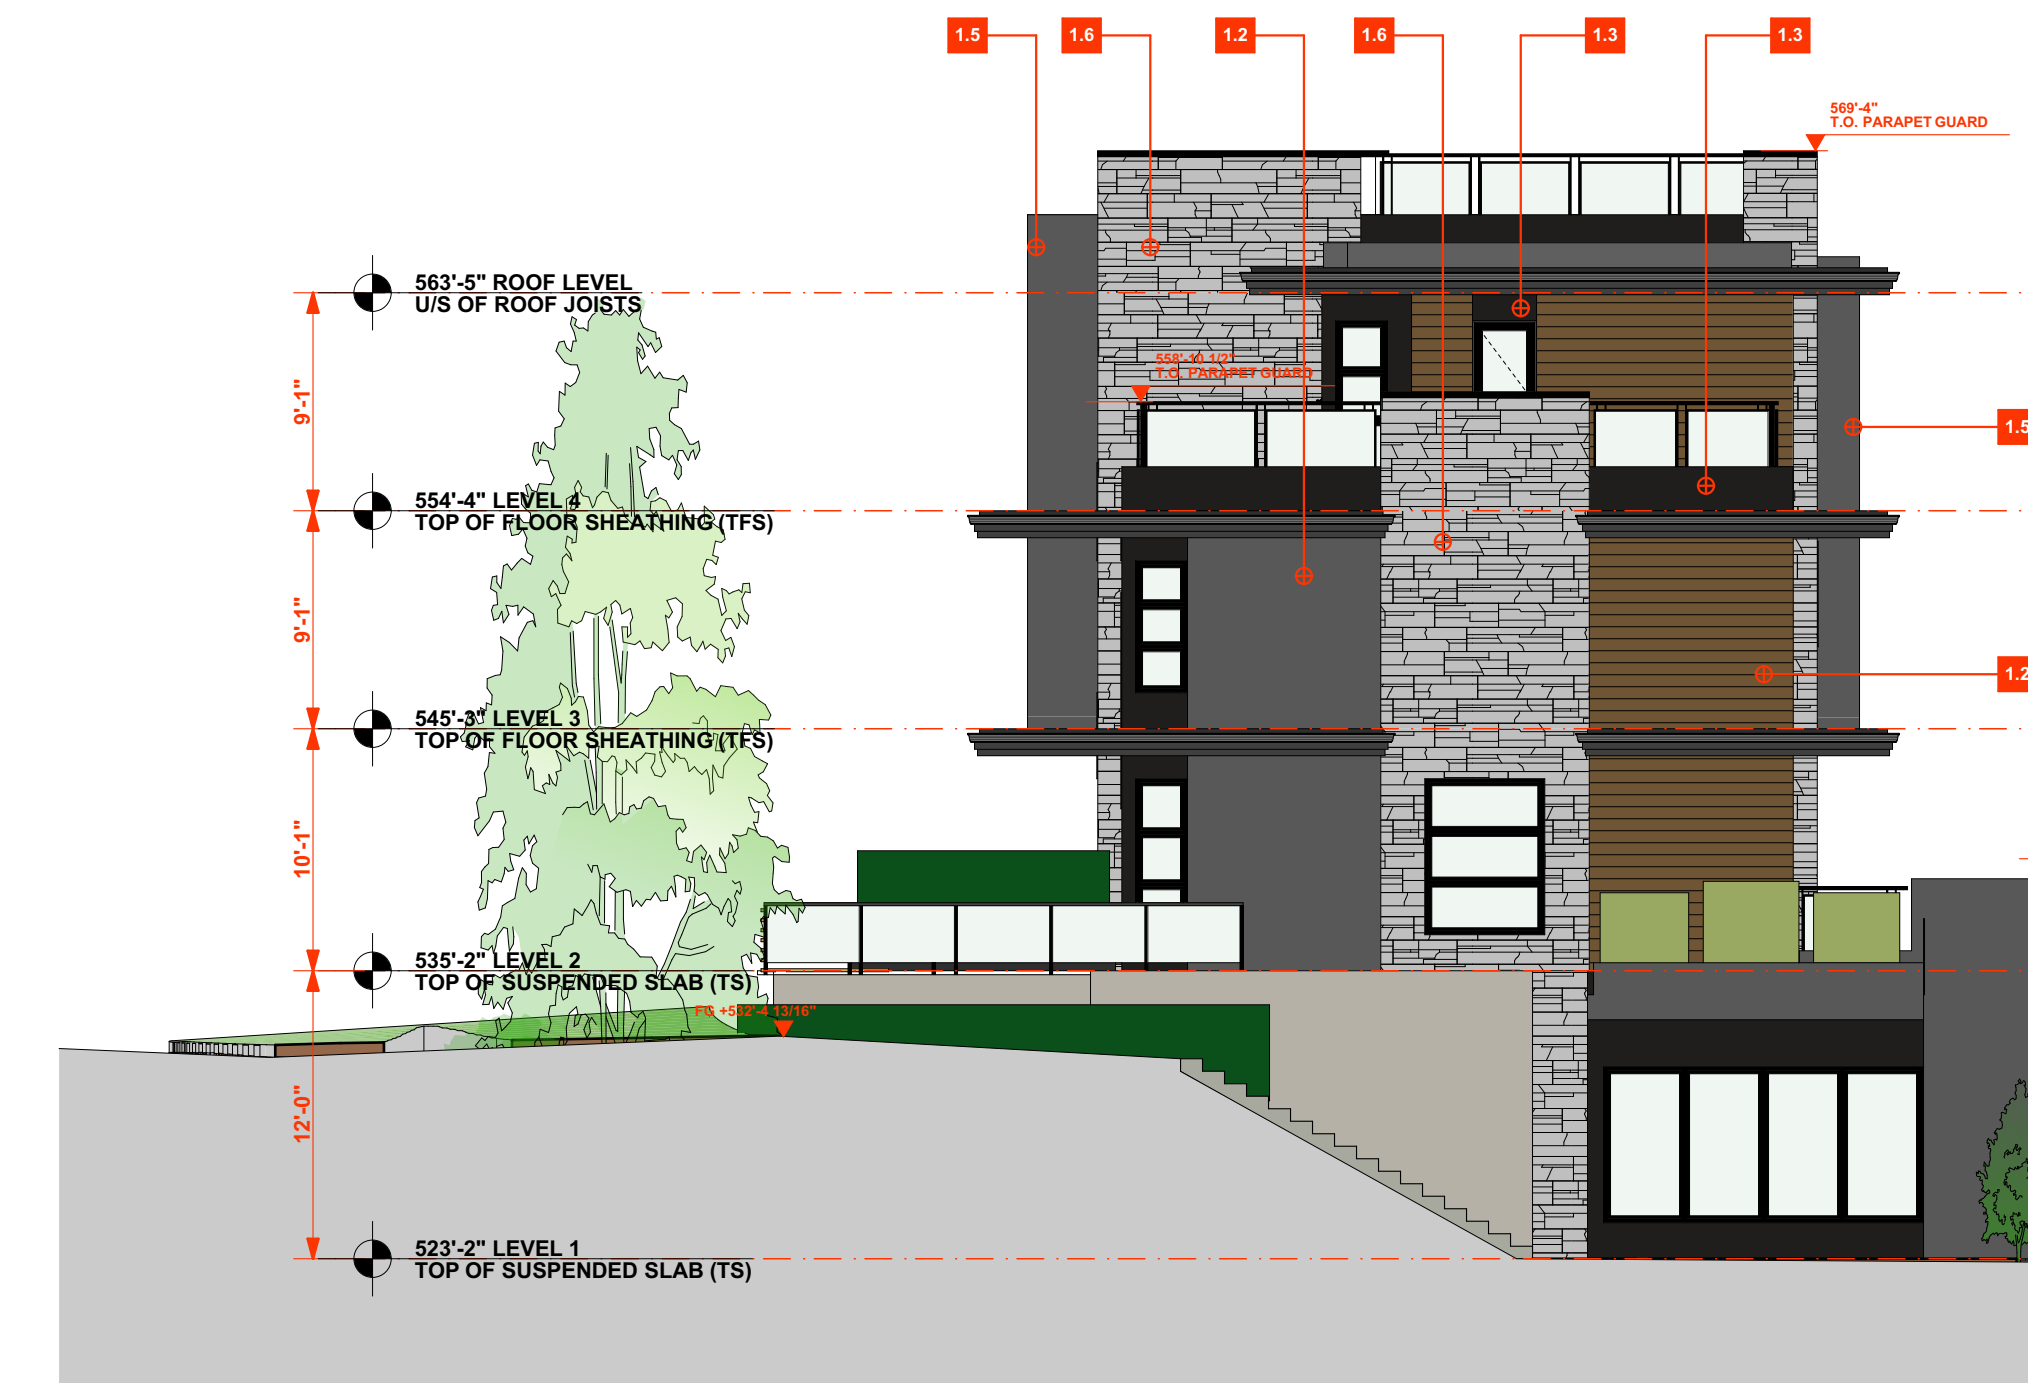 1.5
1.6
1.2
1.6
1.3
1.3
569'-4"
T.O. PARAPET GUARD
563'-5" ROOF LEVEL
U/S OF ROOF JOISTS
558'-10 1/2"
T.O. PARAPET GUARD
9'-1"
1.5
554'-4" LEVEL 4
TOP OF FLOOR SHEATHING (TFS)
9'-1"
1.2
545'-3" LEVEL 3
TOP OF FLOOR SHEATHING (TFS)
10'-1"
535'-2" LEVEL 2
TOP OF SUSPENDED SLAB (TS)
FG +532'-4 13/16"
12'-0"
523'-2" LEVEL 1
TOP OF SUSPENDED SLAB (TS)